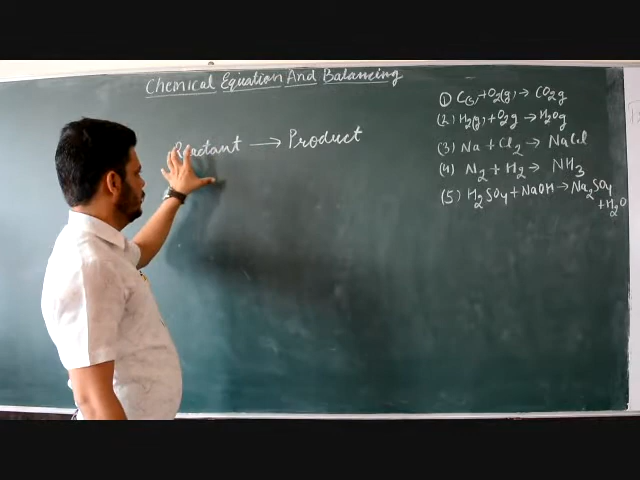 Chemical Equation And Balancing
Reactant → Product
① C(s) + O2(g) → CO2g
(2) H2(g) + O2g → H2Og
(3) Na + Cl2 → NaCl
(4) N2 + H2 → NH3
(5) H2SO4 + NaOH → Na2SO4
+ H2O